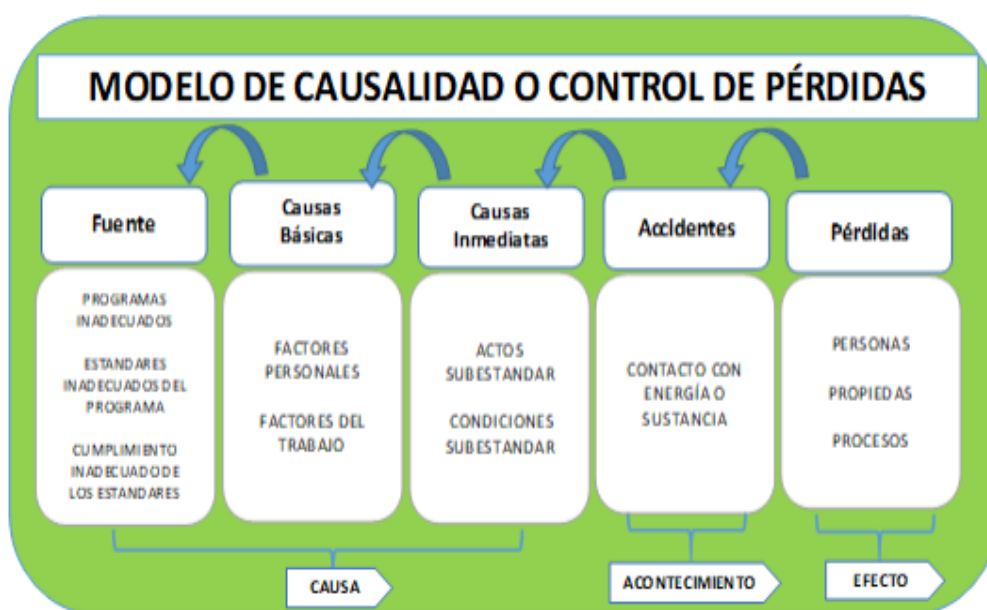 MODELO DE CAUSALIDAD O CONTROL DE PÉRDIDAS
Fuente
PROGRAMAS
INADECUADOS
ESTANDARES
INADECUADOS DEL
PROGRAMA
CUMPLIMIENTO
INADECUADO DE
LOS ESTANDARES
Causas
Básicas
FACTORES
PERSONALES
FACTORES DEL
TRABAJO
Causas
Inmediatas
ACTOS
SUBESTANDAR
CONDICIONES
SUBESTANDAR
Accidentes
CONTACTO CON
ENERGÍA O
SUSTANCIA
Pérdidas
PERSONAS
PROPIEDAS
PROCESOS
CAUSA
ACONTECIMIENTO
EFECTO